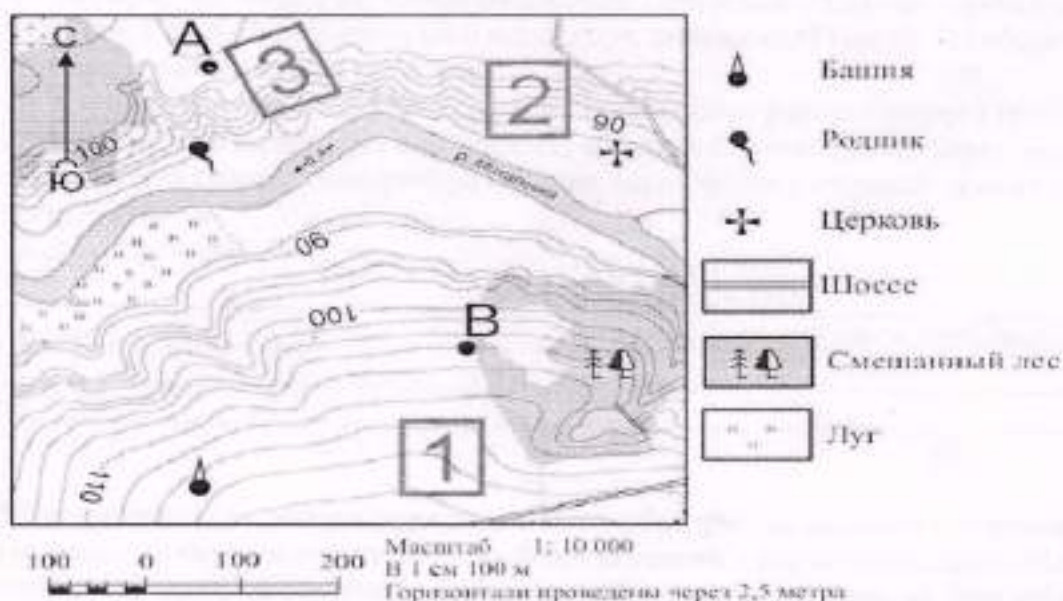 С
Ю
А
3
2
1
В
100
90
90
100
110
Башня
Родник
Церковь
Шоссе
Смешанный лес
Луг
100 0 100 200
Масштаб 1: 10 000
В 1 см 100 м
Горизонтали проведены через 2,5 метра